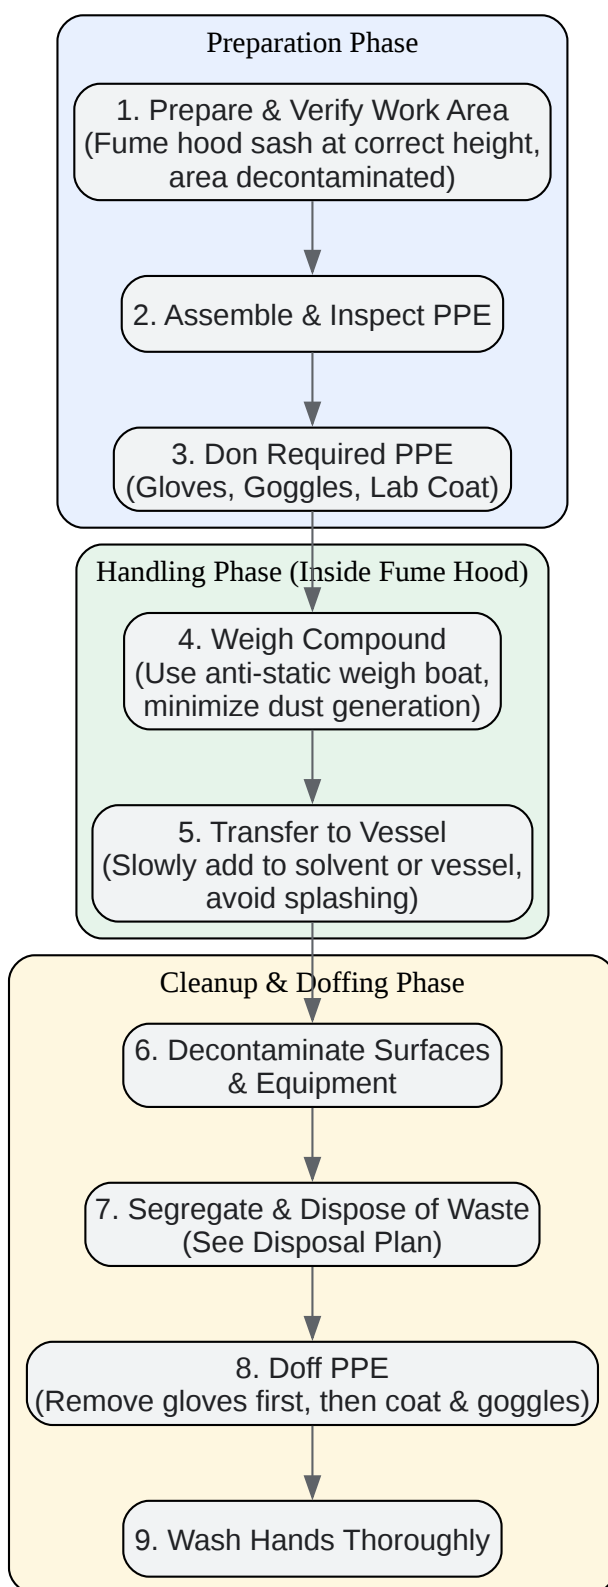 Preparation Phase
1. Prepare & Verify Work Area
(Fume hood sash at correct height,
area decontaminated)
2. Assemble & Inspect PPE
3. Don Required PPE
(Gloves, Goggles, Lab Coat)
Handling Phase (Inside Fume Hood)
4. Weigh Compound
(Use anti-static weigh boat,
minimize dust generation)
5. Transfer to Vessel
(Slowly add to solvent or vessel,
avoid splashing)
Cleanup & Doffing Phase
6. Decontaminate Surfaces
& Equipment
7. Segregate & Dispose of Waste
(See Disposal Plan)
8. Doff PPE
(Remove gloves first, then coat & goggles)
9. Wash Hands Thoroughly